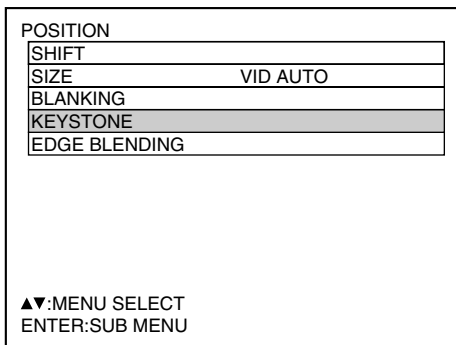 POSITION
SHIFT
SIZE VID AUTO
BLANKING
KEYSTONE
EDGE BLENDING
▲▼:MENU SELECT
ENTER:SUB MENU